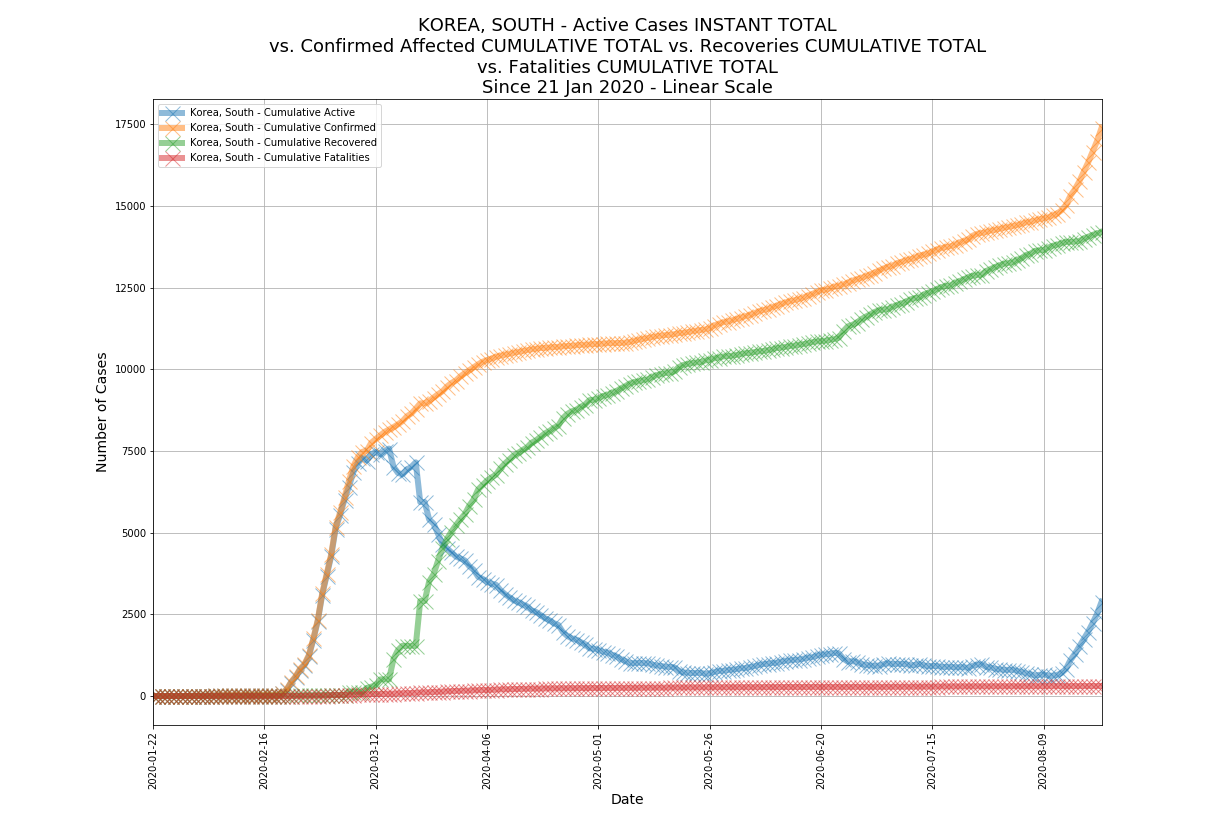 KOREA, SOUTH - Active Cases INSTANT TOTAL
vs. Confirmed Affected CUMULATIVE TOTAL vs. Recoveries CUMULATIVE TOTAL
vs. Fatalities CUMULATIVE TOTAL
Since 21 Jan 2020 - Linear Scale
Korea, South - Cumulative Active
Korea, South - Cumulative Confirmed
Korea, South - Cumulative Recovered
Korea, South - Cumulative Fatalities
17500
15000
12500
10000
7500
5000
2500
0
Number of Cases
2020-01-22
2020-02-16
2020-03-12
2020-04-06
2020-05-01
2020-05-26
2020-06-20
2020-07-15
2020-08-09
Date